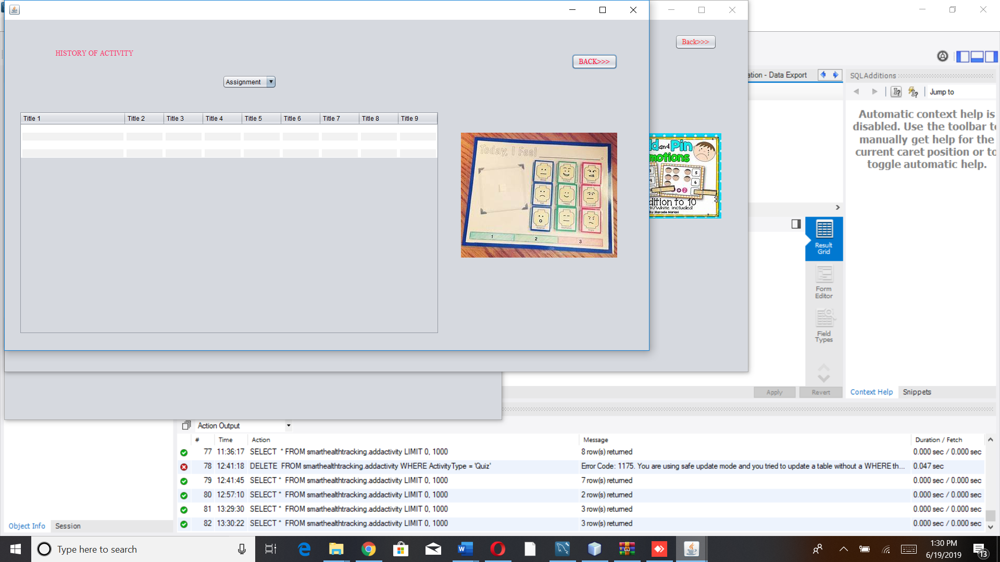 HISTORY OF ACTIVITY
BACK>>>
Back>>>
Assignment
Title 1 Title 2 Title 3 Title 4 Title 5 Title 6 Title 7 Title 8 Title 9
Today, I Feel
1 2 3
and Pin
5
6
dition to 10
White included
By: Marcelle Mariani
ation - Data Export
SQLAdditions
Jump to
Automatic context help is
disabled. Use the toolbar to
manually get help for the
current caret position or to
toggle automatic help.
Result
Grid
Form
Editor
Field
Types
Apply Revert
Context Help Snippets
Action Output
# Time Action Message Duration / Fetch
77 11:36:17 SELECT * FROM smarthealthtracking.addactivity LIMIT 0, 1000 8 row(s) returned 0.000 sec / 0.000 sec
78 12:41:18 DELETE FROM smarthealthtracking.addactivity WHERE ActivityType = 'Quiz' Error Code: 1175. You are using safe update mode and you tried to update a table without a WHERE th... 0.047 sec
79 12:41:45 SELECT * FROM smarthealthtracking.addactivity LIMIT 0, 1000 7 row(s) returned 0.000 sec / 0.000 sec
80 12:57:10 SELECT * FROM smarthealthtracking.addactivity LIMIT 0, 1000 2 row(s) returned 0.000 sec / 0.000 sec
81 13:29:30 SELECT * FROM smarthealthtracking.addactivity LIMIT 0, 1000 3 row(s) returned 0.000 sec / 0.000 sec
82 13:30:22 SELECT * FROM smarthealthtracking.addactivity LIMIT 0, 1000 3 row(s) returned 0.000 sec / 0.000 sec
Object Info Session
Type here to search
1:30 PM
6/19/2019
13